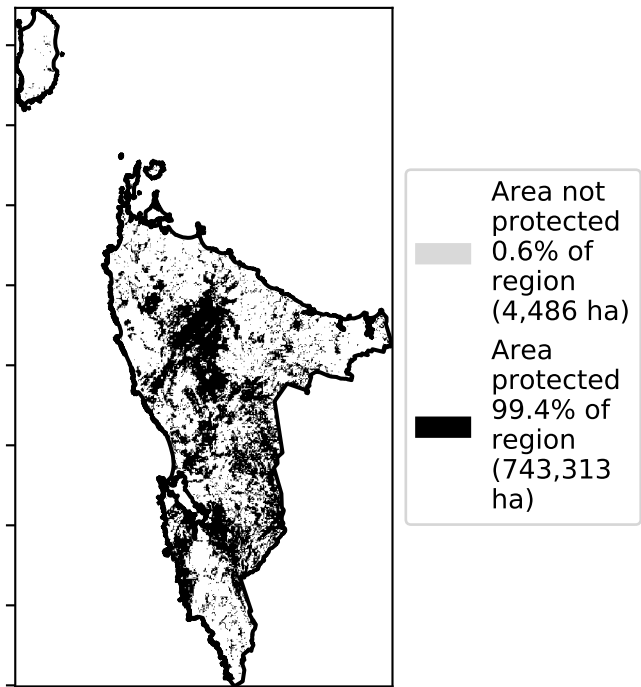 Area not
protected
0.6% of
region
(4,486 ha)
Area
protected
99.4% of
region
(743,313
ha)